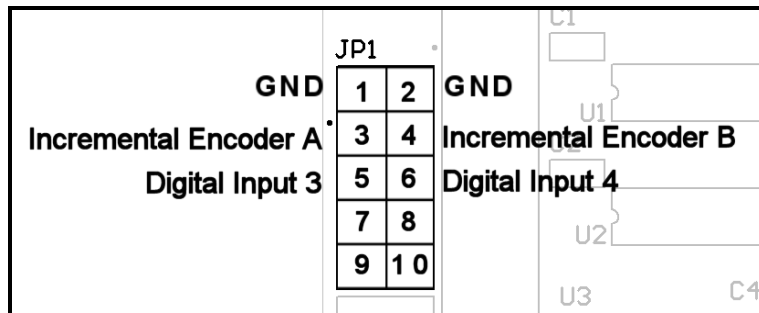 C1
JP1
GND 1 2 GND
U1
Incremental Encoder A 3 4 Incremental Encoder B
Digital Input 3 5 6 Digital Input 4
7 8
U2
9 10
U3 C4